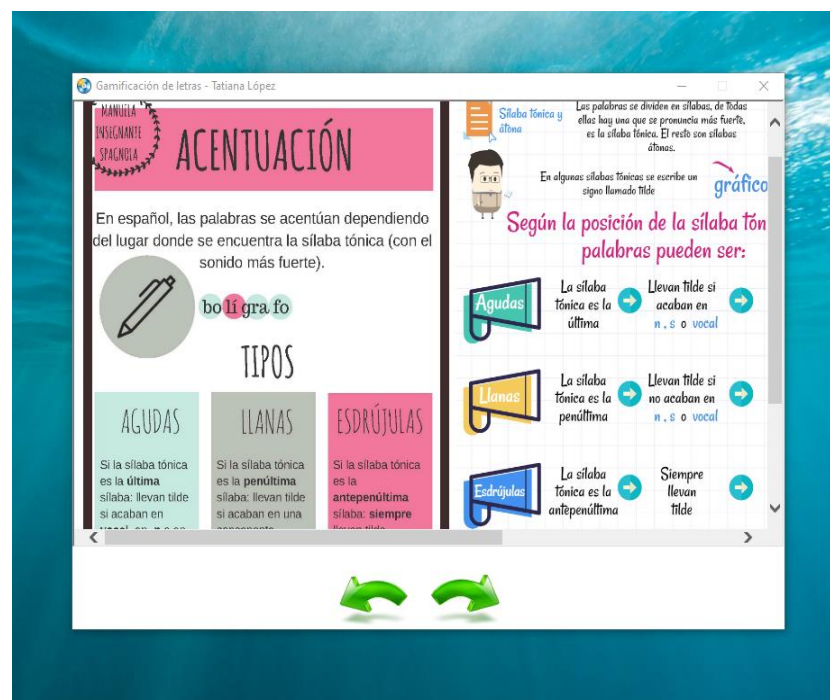 Gamificación de letras - Tatiana López
MANUELA
INSEGNANTE
SPAGNOLA
ACENTUACIÓN
En español, las palabras se acentúan dependiendo
del lugar donde se encuentra la sílaba tónica (con el
sonido más fuerte).
bolígrafo
TIPOS
AGUDAS
Si la sílaba tónica
es la última
sílaba: llevan tilde
si acaban en
LLANAS
Si la sílaba tónica
es la penúltima
sílaba: llevan tilde
si acaban en una
consonante
ESDRÚJULAS
Si la sílaba tónica
es la
antepenúltima
sílaba: siempre
llevan tilde
Sílaba tónica y
átona
Las palabras se dividen en sílabas, de todas
ellas hay una que se pronuncia más fuerte,
es la sílaba tónica. El resto son sílabas
átonas.
En algunas sílabas tónicas se escribe un
signo llamado tilde
gráfico
Según la posición de la sílaba tón
palabras pueden ser:
Agudas
La sílaba
tónica es la
última
Llevan tilde si
acaban en
n , s o vocal
Llanas
La sílaba
tónica es la
penúltima
Llevan tilde si
no acaban en
n , s o vocal
Esdrújulas
La sílaba
tónica es la
antepenúltima
Siempre
llevan
tilde